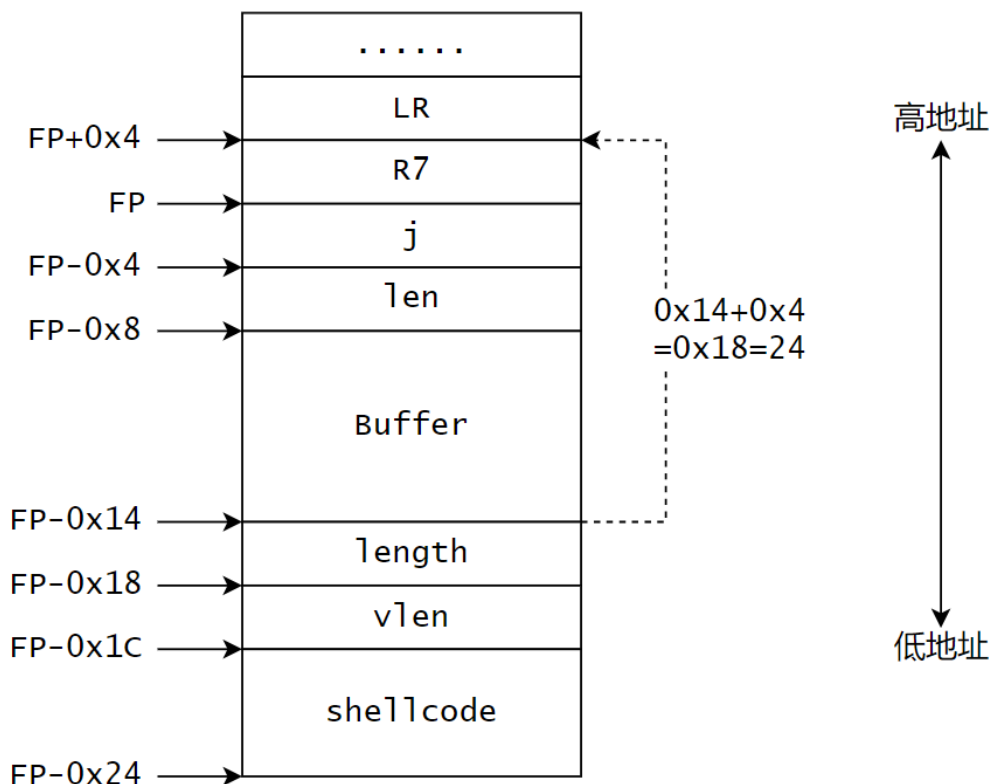 ......
LR
高地址
FP+0x4
R7
FP
j
FP-0x4
len
0x14+0x4
FP-0x8
=0x18=24
Buffer
FP-0x14
length
FP-0x18
vlen
FP-0x1C
低地址
shellcode
FP-0x24